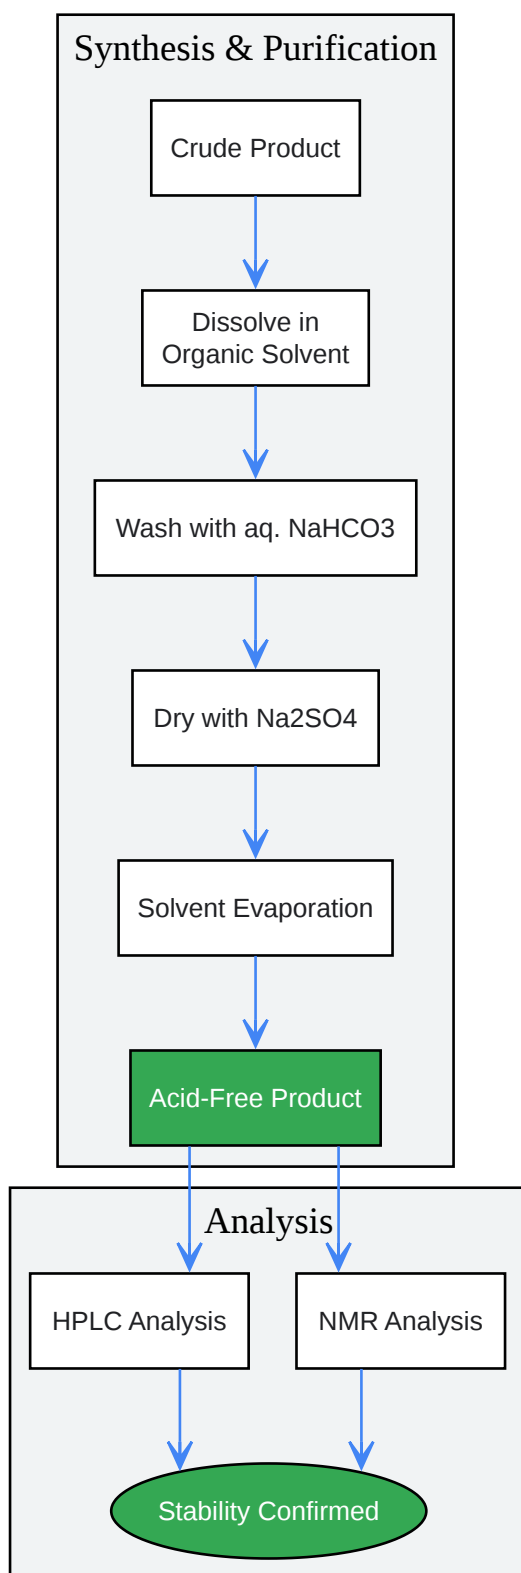 Synthesis & Purification
Crude Product
Dissolve in
Organic Solvent
Wash with aq. NaHCO3
Dry with Na2SO4
Solvent Evaporation
Acid-Free Product
Analysis
HPLC Analysis
NMR Analysis
Stability Confirmed